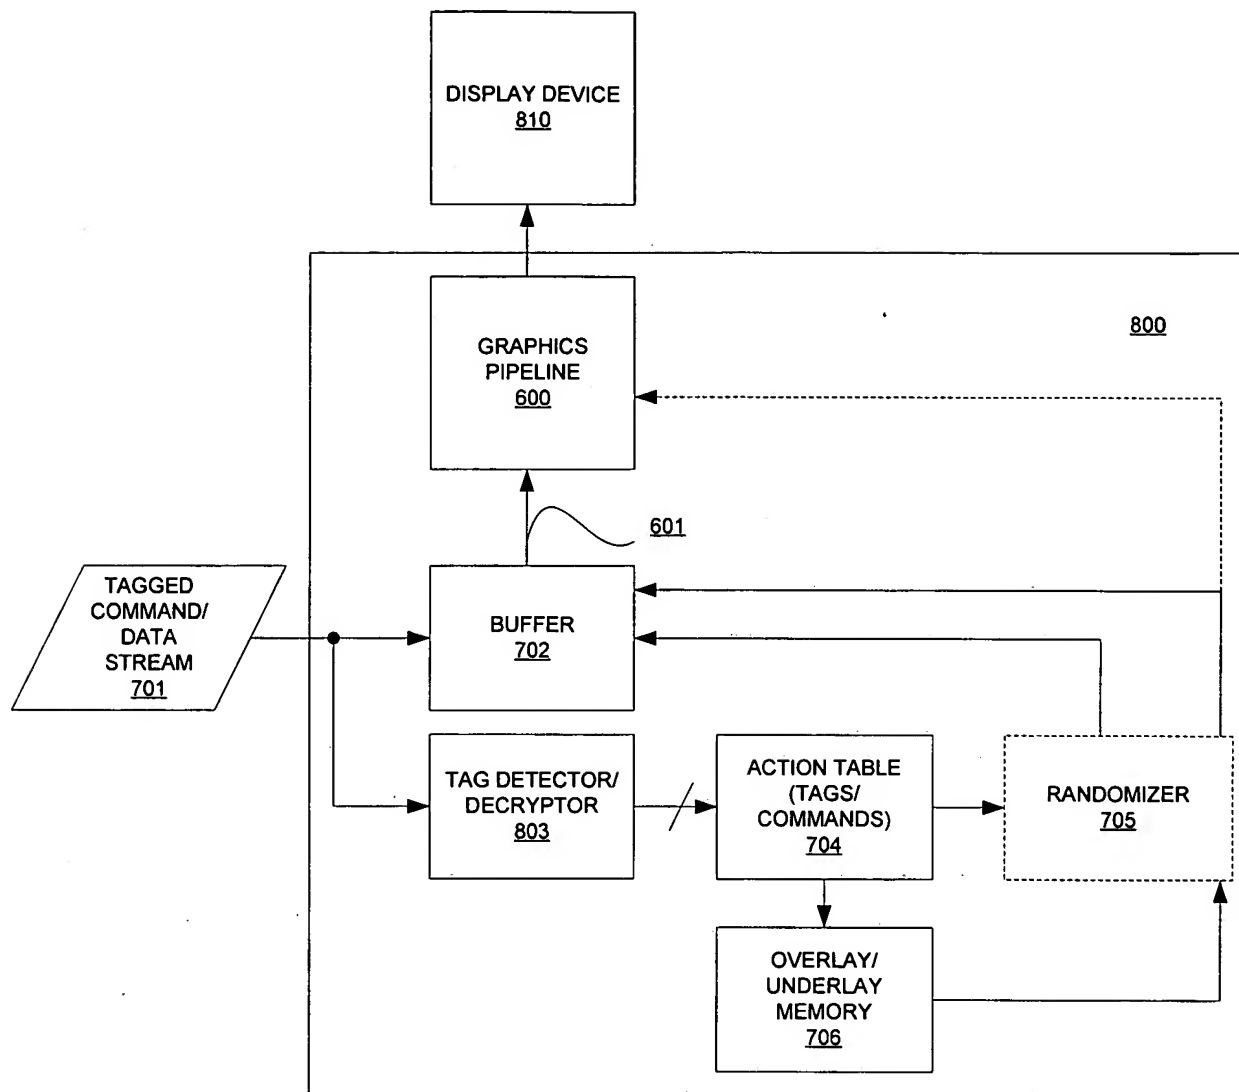 DISPLAY DEVICE
810
800
GRAPHICS
PIPELINE
600
601
TAGGED
COMMAND/
DATA
STREAM
701
BUFFER
702
TAG DETECTOR/
DECRYPTOR
803
ACTION TABLE
(TAGS/
COMMANDS)
704
RANDOMIZER
705
OVERLAY/
UNDERLAY
MEMORY
706